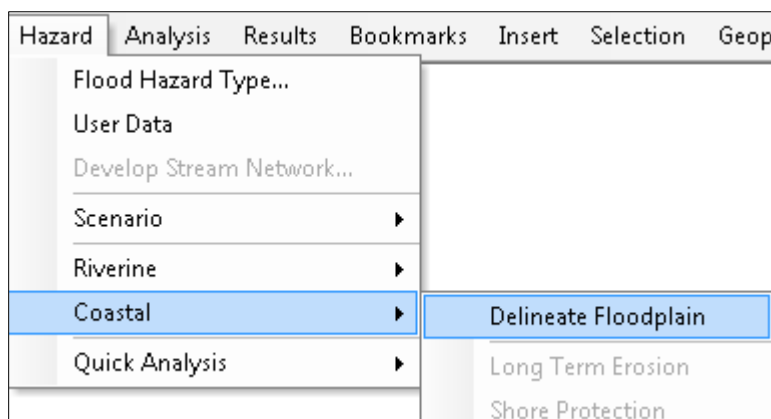 Hazard Analysis Results Bookmarks Insert Selection Geop
Flood Hazard Type...
User Data
Develop Stream Network...
Scenario
Riverine
Coastal
Delineate Floodplain
Quick Analysis
Long Term Erosion
Shore Protection